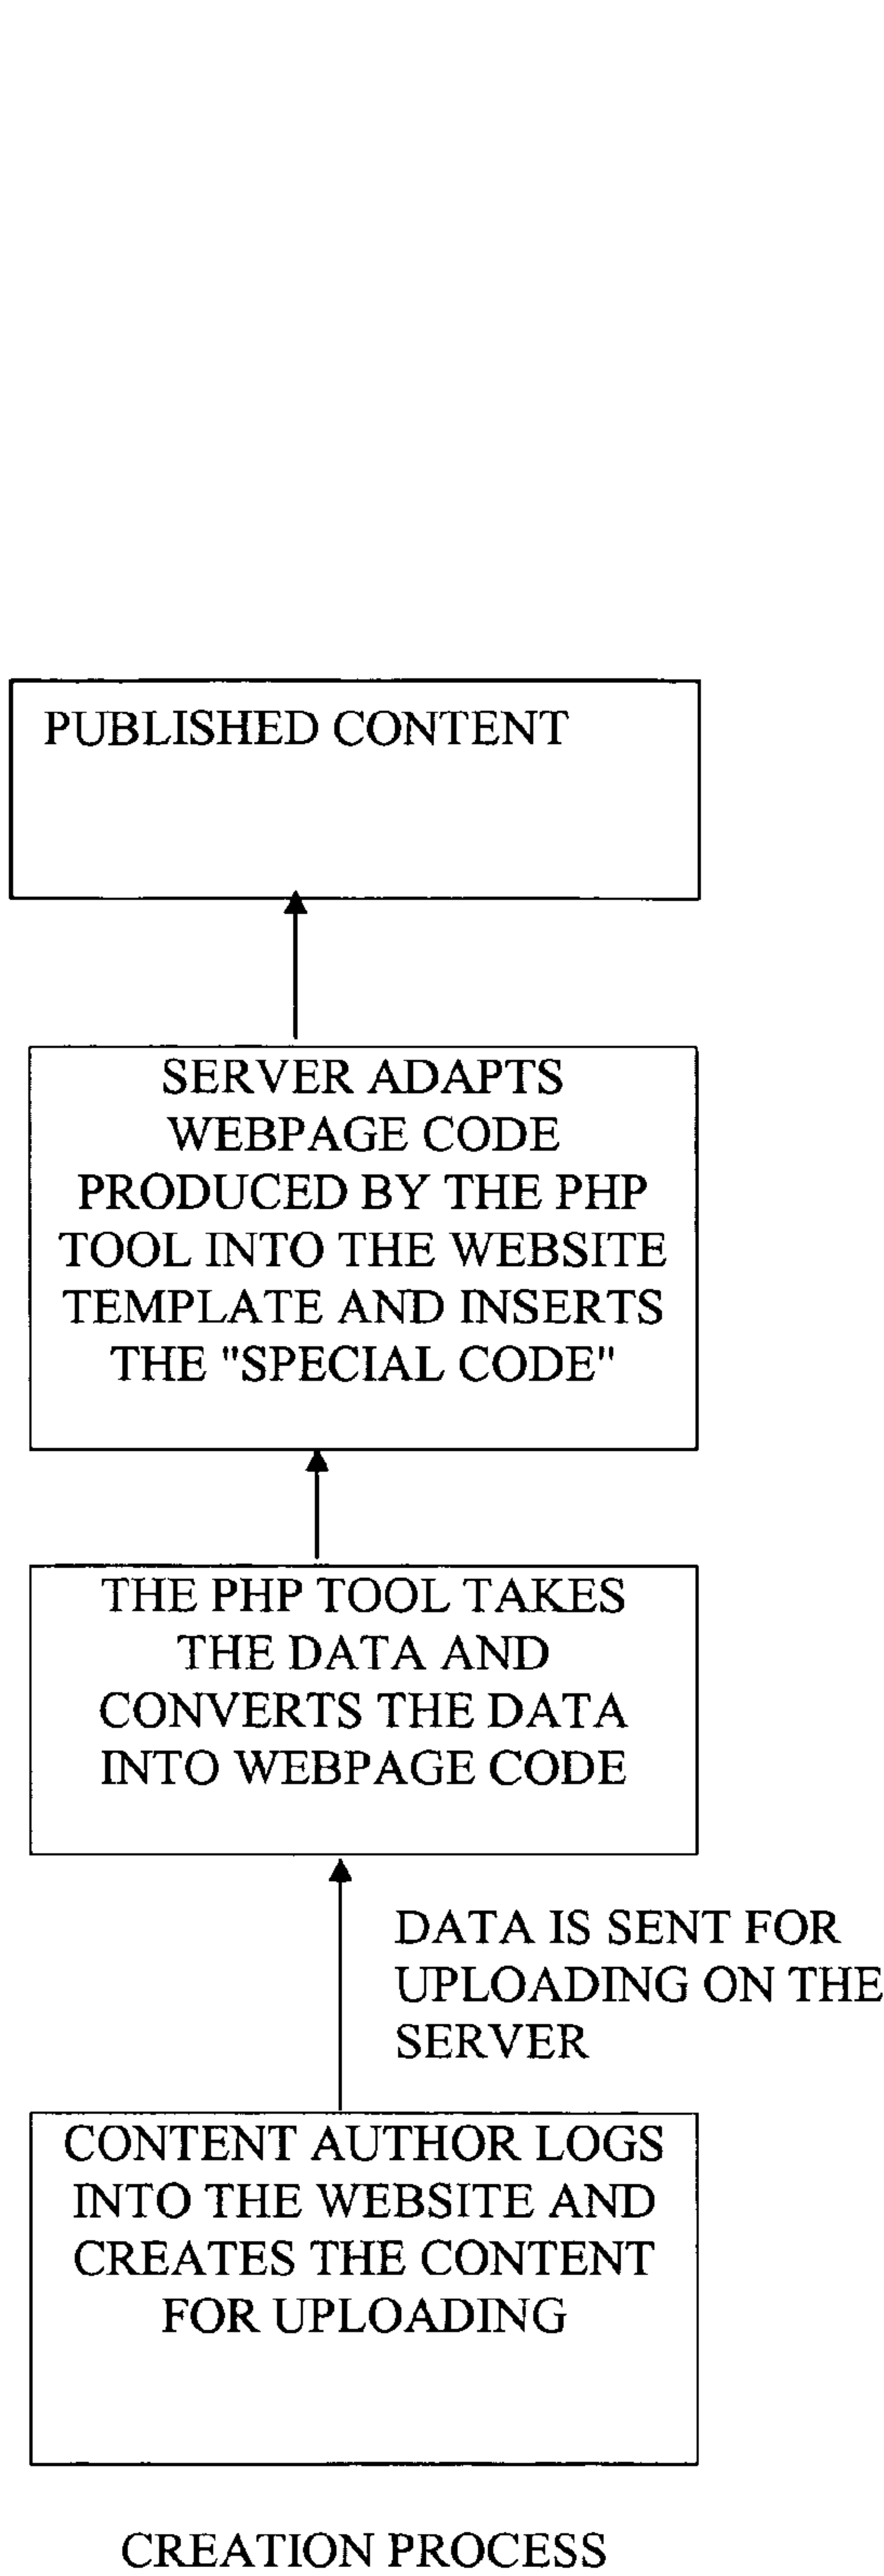 PUBLISHED CONTENT
SERVER ADAPTS
WEBPAGE CODE
PRODUCED BY THE PHP
TOOL INTO THE WEBSITE
TEMPLATE AND INSERTS
THE "SPECIAL CODE"
THE PHP TOOL TAKES
THE DATA AND
CONVERTS THE DATA
INTO WEBPAGE CODE
DATA IS SENT FOR
UPLOADING ON THE
SERVER
CONTENT AUTHOR LOGS
INTO THE WEBSITE AND
CREATES THE CONTENT
FOR UPLOADING
CREATION PROCESS